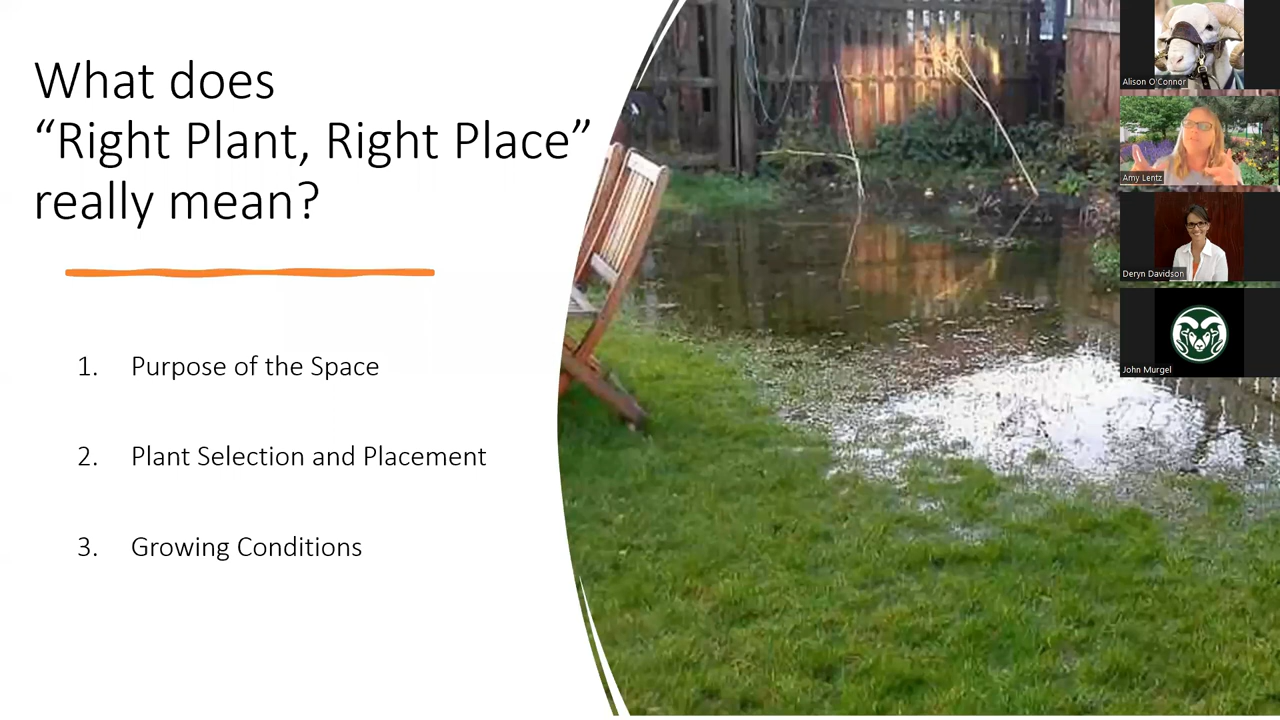 What does
“Right Plant, Right Place”
really mean?
1. Purpose of the Space
2. Plant Selection and Placement
3. Growing Conditions
Alison O'Connor
Amy Lentz
Deryn Davidson
John Murgel